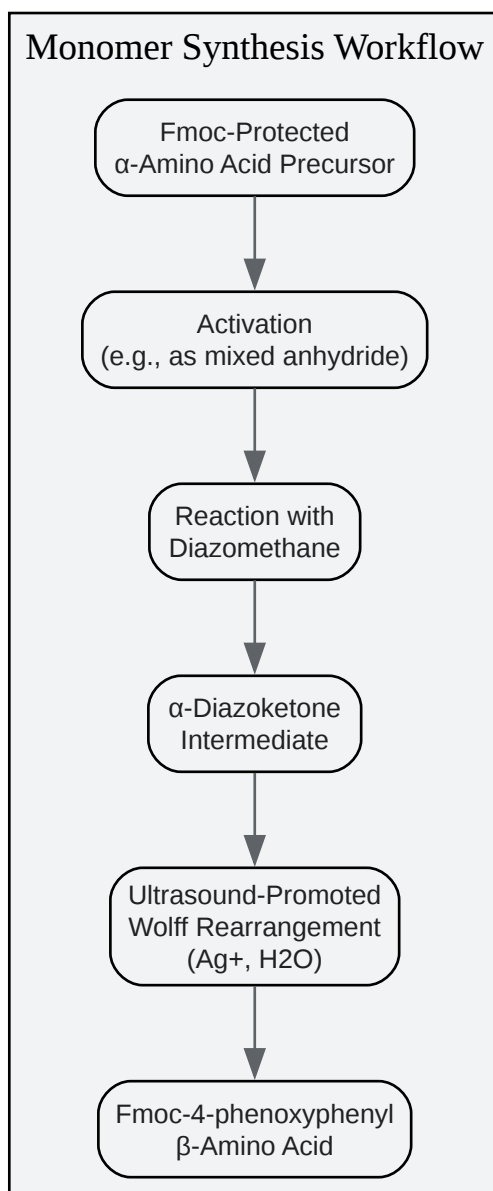 Monomer Synthesis Workflow
Fmoc-Protected
α-Amino Acid Precursor
Activation
(e.g., as mixed anhydride)
Reaction with
Diazomethane
α-Diazoketone
Intermediate
Ultrasound-Promoted
Wolff Rearrangement
(Ag+, H2O)
Fmoc-4-phenoxyphenyl
β-Amino Acid